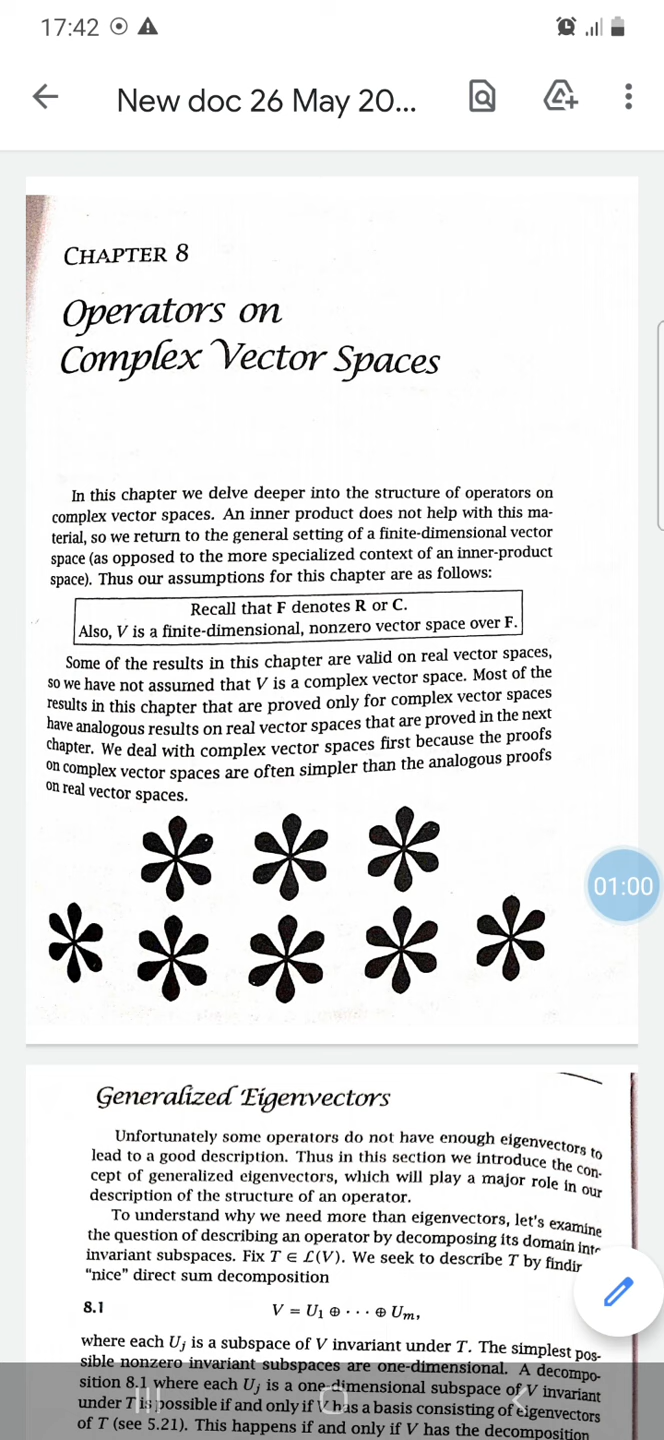 17:42
New doc 26 May 20...
CHAPTER 8
Operators on
Complex Vector Spaces
In this chapter we delve deeper into the structure of operators on
complex vector spaces. An inner product does not help with this ma-
terial, so we return to the general setting of a finite-dimensional vector
space (as opposed to the more specialized context of an inner-product
space). Thus our assumptions for this chapter are as follows:
Recall that F denotes R or C.
Also, V is a finite-dimensional, nonzero vector space over F.
Some of the results in this chapter are valid on real vector spaces,
so we have not assumed that V is a complex vector space. Most of the
results in this chapter that are proved only for complex vector spaces
have analogous results on real vector spaces that are proved in the next
chapter. We deal with complex vector spaces first because the proofs
on complex vector spaces are often simpler than the analogous proofs
on real vector spaces.
01:00
Generalized Eigenvectors
Unfortunately some operators do not have enough eigenvectors to
lead to a good description. Thus in this section we introduce the con-
cept of generalized eigenvectors, which will play a major role in our
description of the structure of an operator.
To understand why we need more than eigenvectors, let's examine
the question of describing an operator by decomposing its domain into
invariant subspaces. Fix T ∈ ℒ(V). We seek to describe T by findin
"nice" direct sum decomposition
8.1 V = U₁ ⊕ · · · ⊕ Uₘ,
where each Uⱼ is a subspace of V invariant under T. The simplest pos-
sible nonzero invariant subspaces are one-dimensional. A decompo-
sition 8.1 where each Uⱼ is a one-dimensional subspace of V invariant
under T is possible if and only if V has a basis consisting of eigenvectors
of T (see 5.21). This happens if and only if V has the decomposition